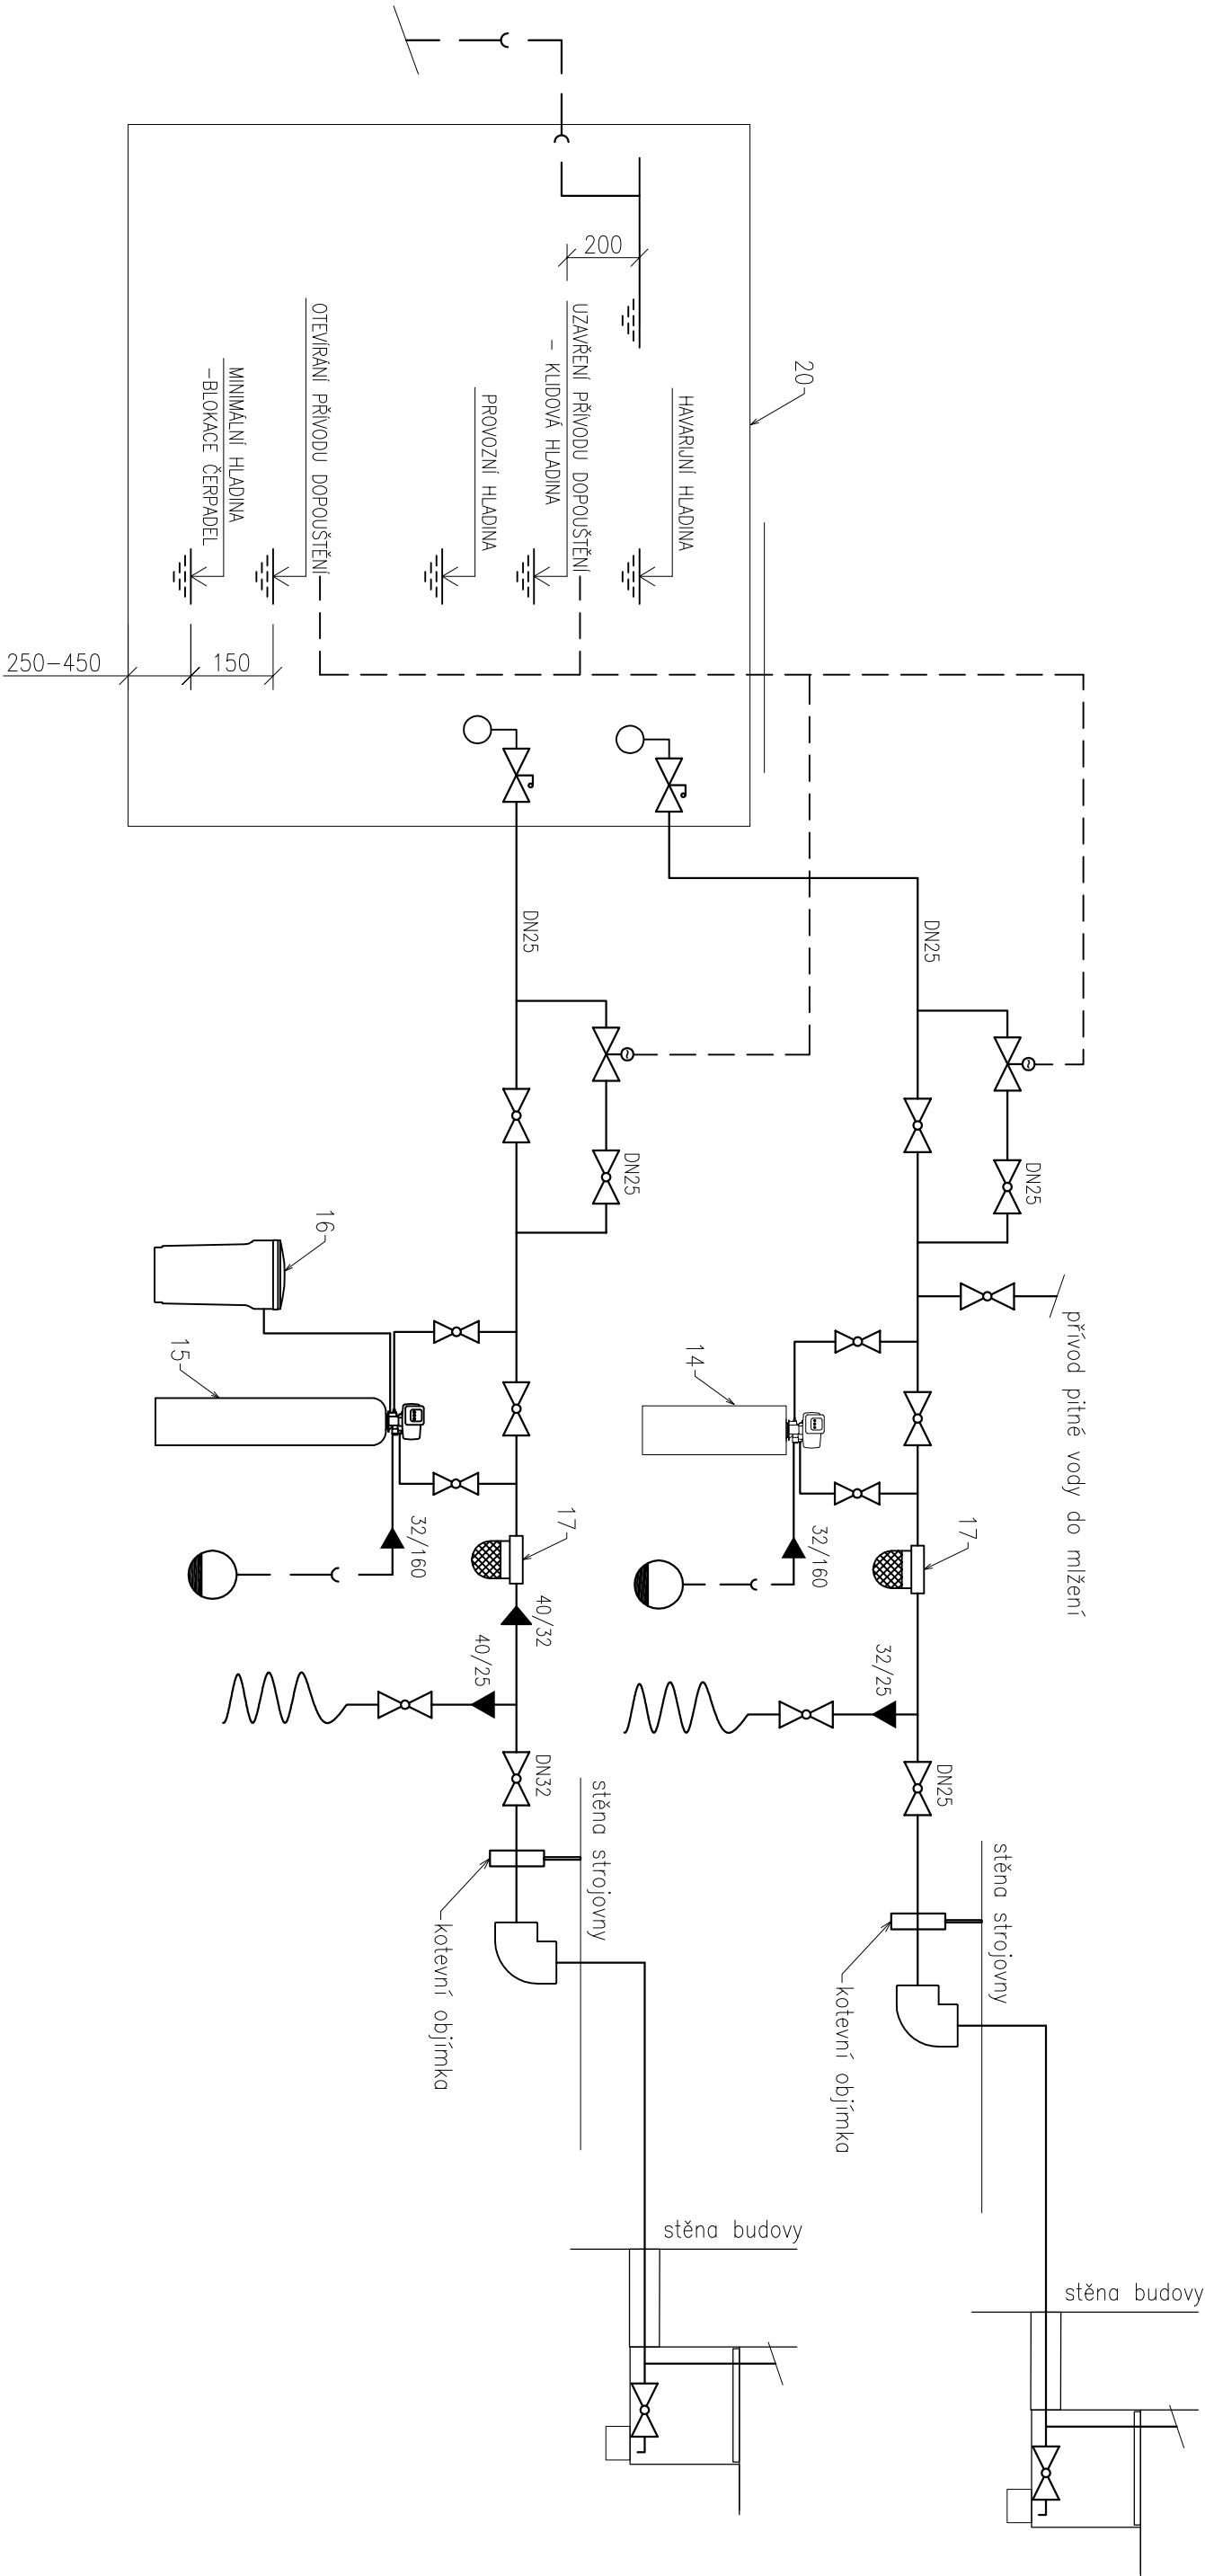 200
20
HAVARIJNÍ HLADINA
UZAVŘENÍ PŘÍVODU DOPOUŠTĚNÍ
- KLIDOVÁ HLADINA
PROVOZNÍ HLADINA
OTEVÍRÁNÍ PŘÍVODU DOPOUŠTĚNÍ
MINIMÁLNÍ HLADINA
-BLOKACE ČERPADEL
250-450
150
DN25
DN25
DN25
DN25
přívod pitné vody do mlžení
16
15
14
17
17
32/160
32/160
40/32
40/25
32/25
DN32
DN25
stěna strojovny
stěna strojovny
kotevní objímka
kotevní objímka
stěna budovy
stěna budovy